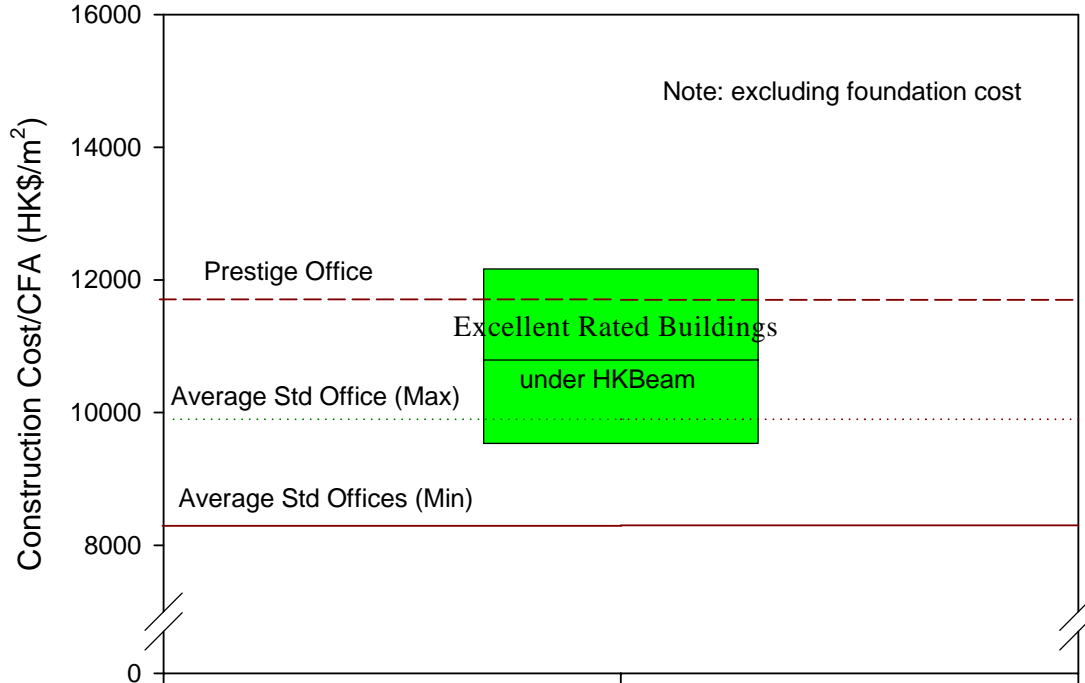 16000
Note: excluding foundation cost
14000
12000
Prestige Office
Excellent Rated Buildings
under HKBeam
Average Std Office (Max)
10000
Average Std Offices (Min)
8000
0
Construction Cost/CFA (HK$/m²)